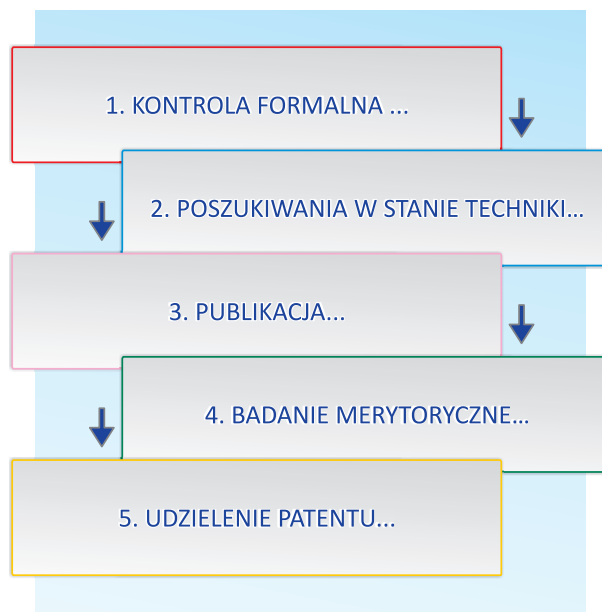 1. KONTROLA FORMALNA ...
2. POSZUKIWANIA W STANIE TECHNIKI...
3. PUBLIKACJA...
4. BADANIE MERYTORYCZNE...
5. UDZIELENIE PATENTU...